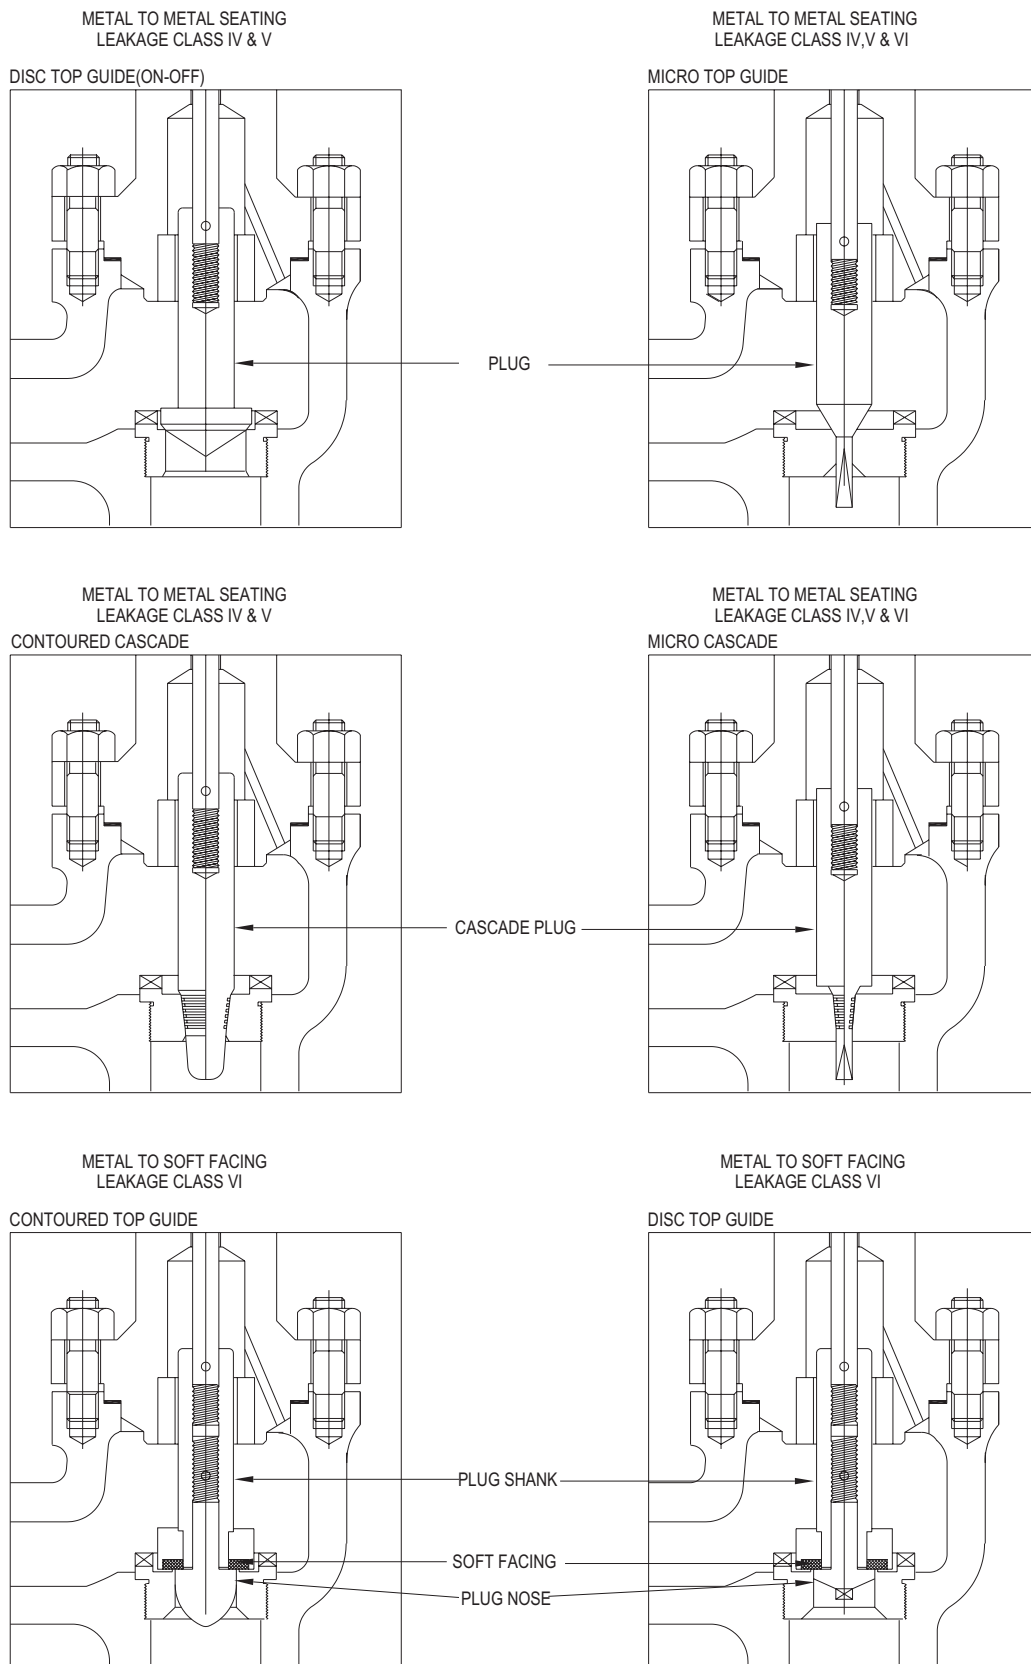 METAL TO METAL SEATING
LEAKAGE CLASS IV & V
DISC TOP GUIDE(ON-OFF)
METAL TO METAL SEATING
LEAKAGE CLASS IV,V & VI
MICRO TOP GUIDE
PLUG
METAL TO METAL SEATING
LEAKAGE CLASS IV & V
CONTOURED CASCADE
METAL TO METAL SEATING
LEAKAGE CLASS IV,V & VI
MICRO CASCADE
CASCADE PLUG
METAL TO SOFT FACING
LEAKAGE CLASS VI
CONTOURED TOP GUIDE
METAL TO SOFT FACING
LEAKAGE CLASS VI
DISC TOP GUIDE
PLUG SHANK
SOFT FACING
PLUG NOSE